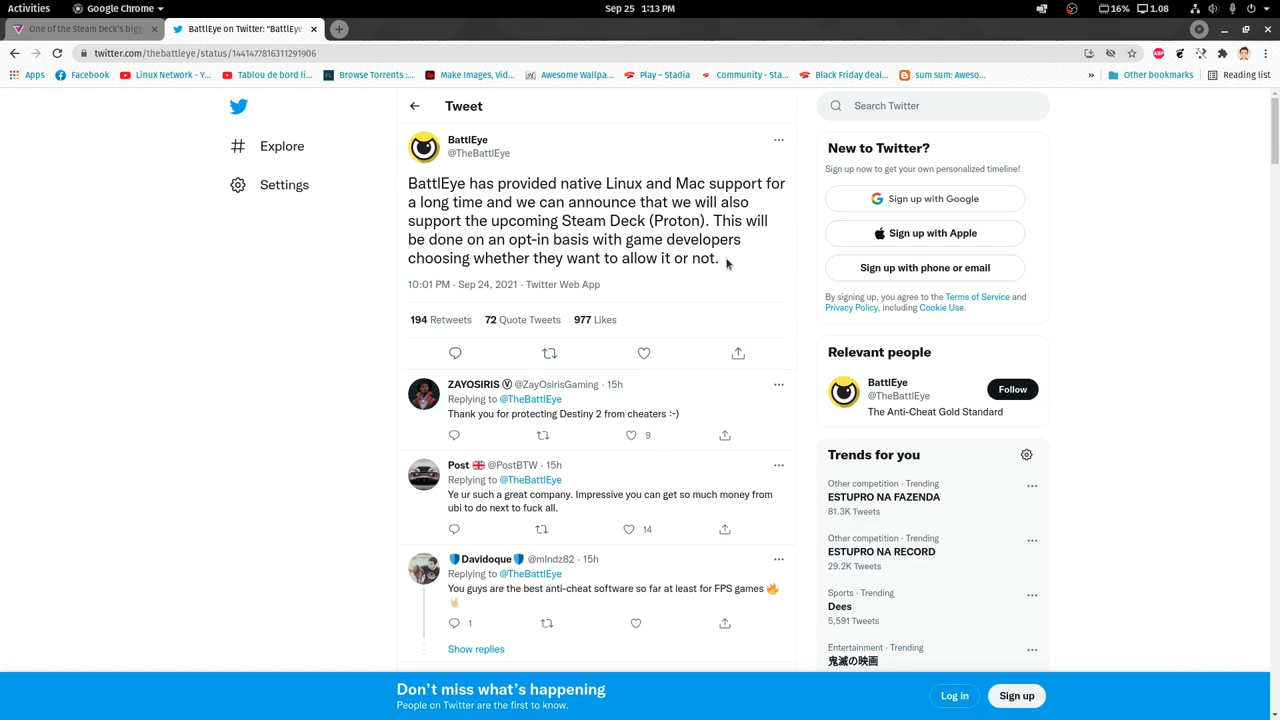 Activities
Google Chrome
Sep 25 1:13 PM
16%
1.08
One of the Steam Deck's bigg
BattlEye on Twitter: "BattlEye
twitter.com/thebattleye/status/1441477816311291906
Apps
Facebook
Linux Network - Y...
Tablou de bord li...
Browse Torrents :...
Make Images, Vid...
Awesome Wallpa...
Play – Stadia
Community - Sta...
Black Friday deal...
sum sum: Aweso...
»
Other bookmarks
Reading list
Explore
Settings
Tweet
BattlEye
@TheBattlEye
BattlEye has provided native Linux and Mac support for
a long time and we can announce that we will also
support the upcoming Steam Deck (Proton). This will
be done on an opt-in basis with game developers
choosing whether they want to allow it or not.
10:01 PM · Sep 24, 2021 · Twitter Web App
194 Retweets 72 Quote Tweets 977 Likes
ZAYOSIRIS Ⓥ @ZayOsirisGaming · 15h
Replying to @TheBattlEye
Thank you for protecting Destiny 2 from cheaters :-)
9
Post 🇬🇧 @PostBTW · 15h
Replying to @TheBattlEye
Ye ur such a great company. Impressive you can get so much money from
ubi to do next to fuck all.
14
🛡️Davidoque🛡️ @mIndz82 · 15h
Replying to @TheBattlEye
You guys are the best anti-cheat software so far at least for FPS games 🔥
🤘🏻
1
Show replies
Search Twitter
New to Twitter?
Sign up now to get your own personalized timeline!
Sign up with Google
Sign up with Apple
Sign up with phone or email
By signing up, you agree to the Terms of Service and
Privacy Policy, including Cookie Use.
Relevant people
BattlEye
@TheBattlEye
Follow
The Anti-Cheat Gold Standard
Trends for you
Other competition · Trending
ESTUPRO NA FAZENDA
81.3K Tweets
Other competition · Trending
ESTUPRO NA RECORD
29.2K Tweets
Sports · Trending
Dees
5,591 Tweets
Entertainment · Trending
鬼滅の映画
Don't miss what's happening
People on Twitter are the first to know.
Log in
Sign up